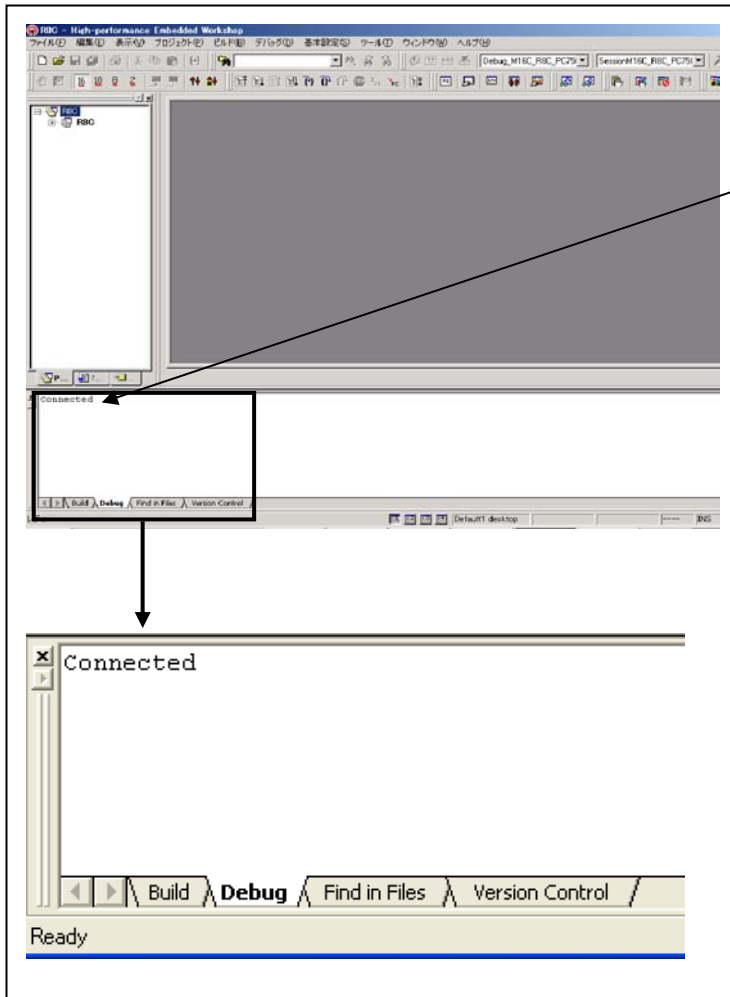 R8C - High-performance Embedded Workshop
ファイル(F) 編集(E) 表示(V) プロジェクト(P) ビルド(B) デバッグ(D) 基本設定(S) ツール(T) ウィンドウ(W) ヘルプ(H)
Debug_M16C_R8C_PC7501 SessionM16C_R8C_PC75
R8C
R8C
P... T...
Connected
Build Debug Find in Files Version Control
Default1 desktop INS
Connected
Build Debug Find in Files Version Control
Ready